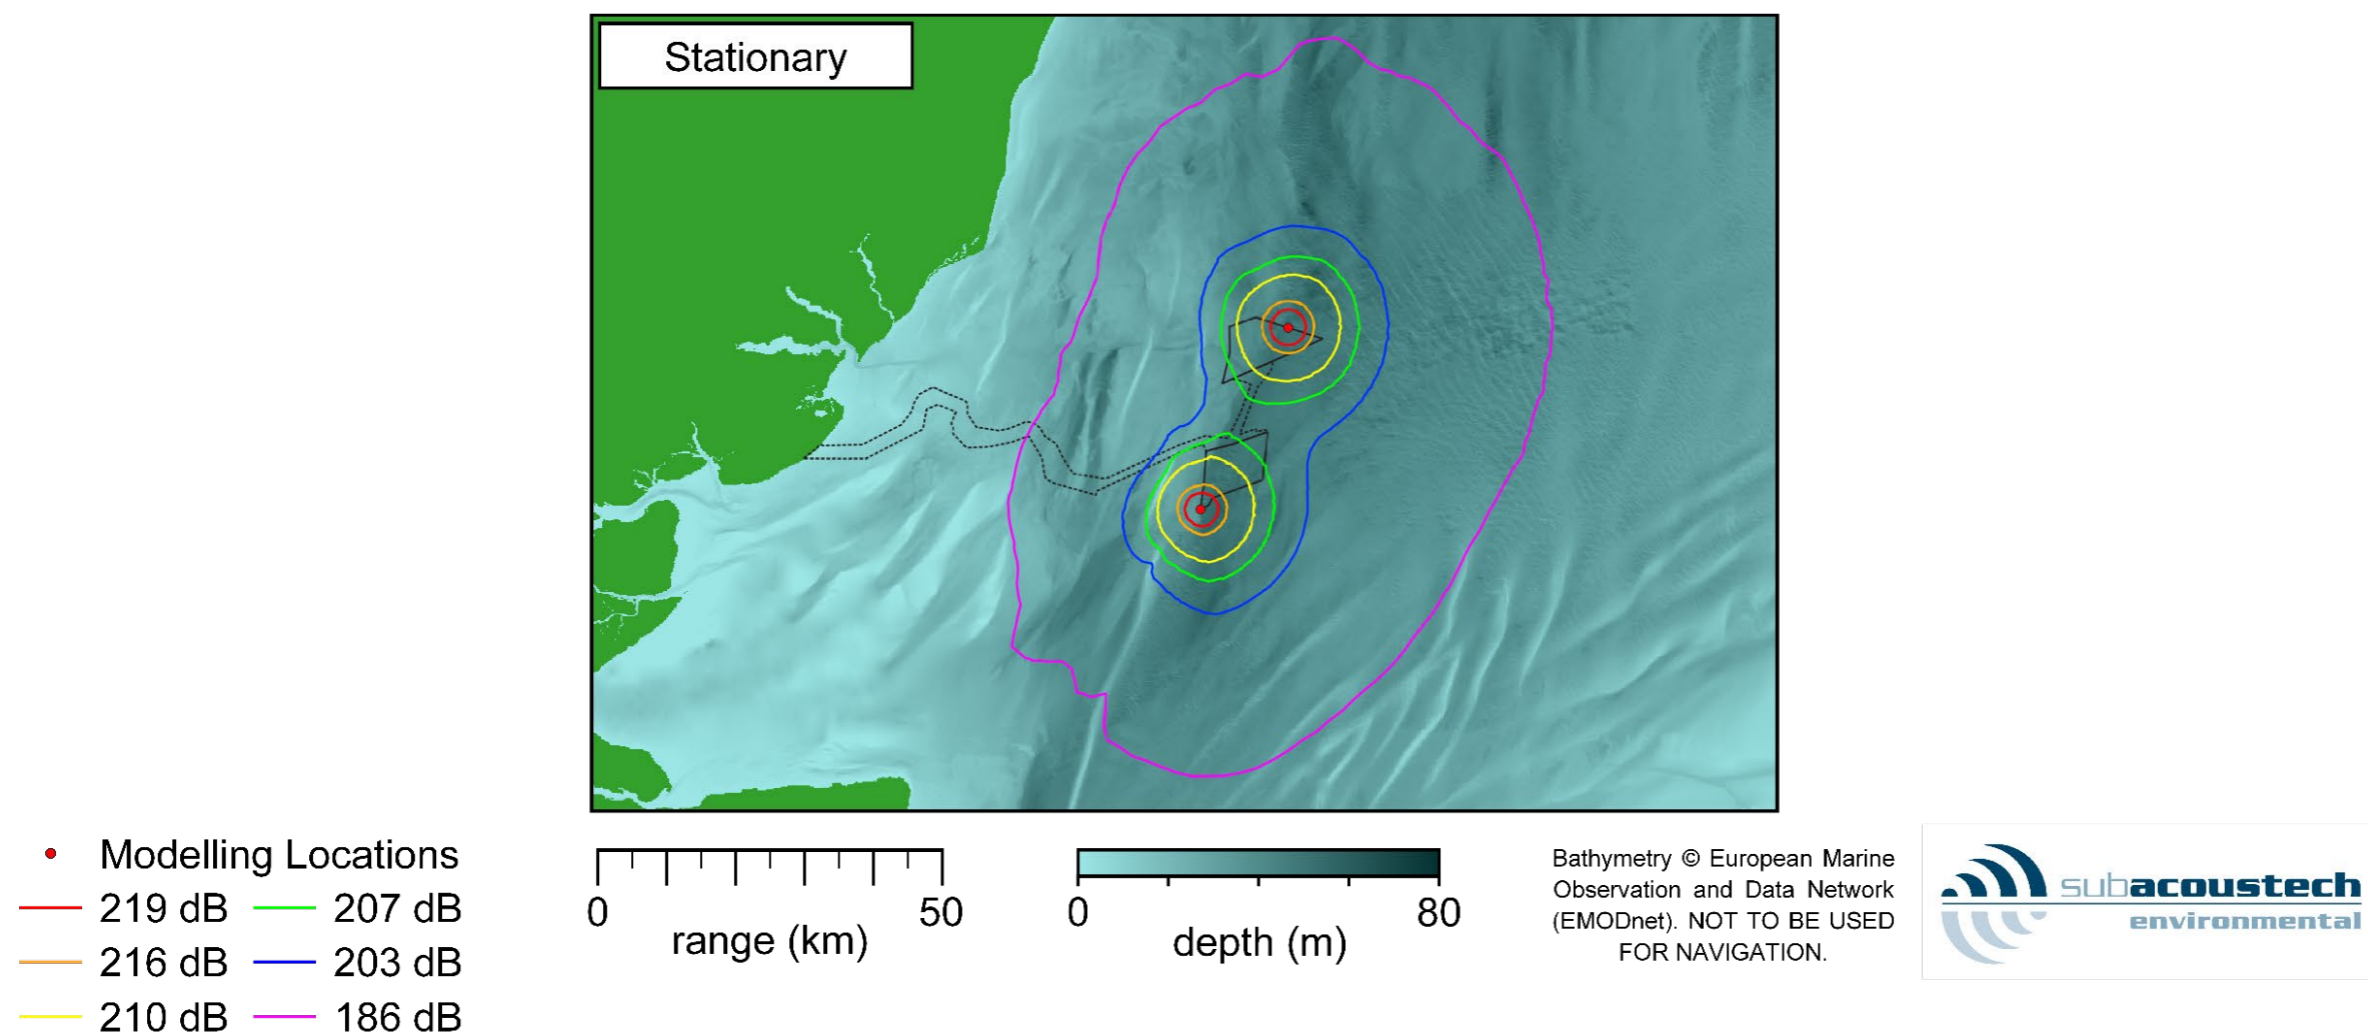 Stationary
Modelling Locations
219 dB
207 dB
216 dB
203 dB
210 dB
186 dB
0
50
range (km)
0
80
depth (m)
Bathymetry © European Marine
Observation and Data Network
(EMODnet). NOT TO BE USED
FOR NAVIGATION.
subacoustech
environmental